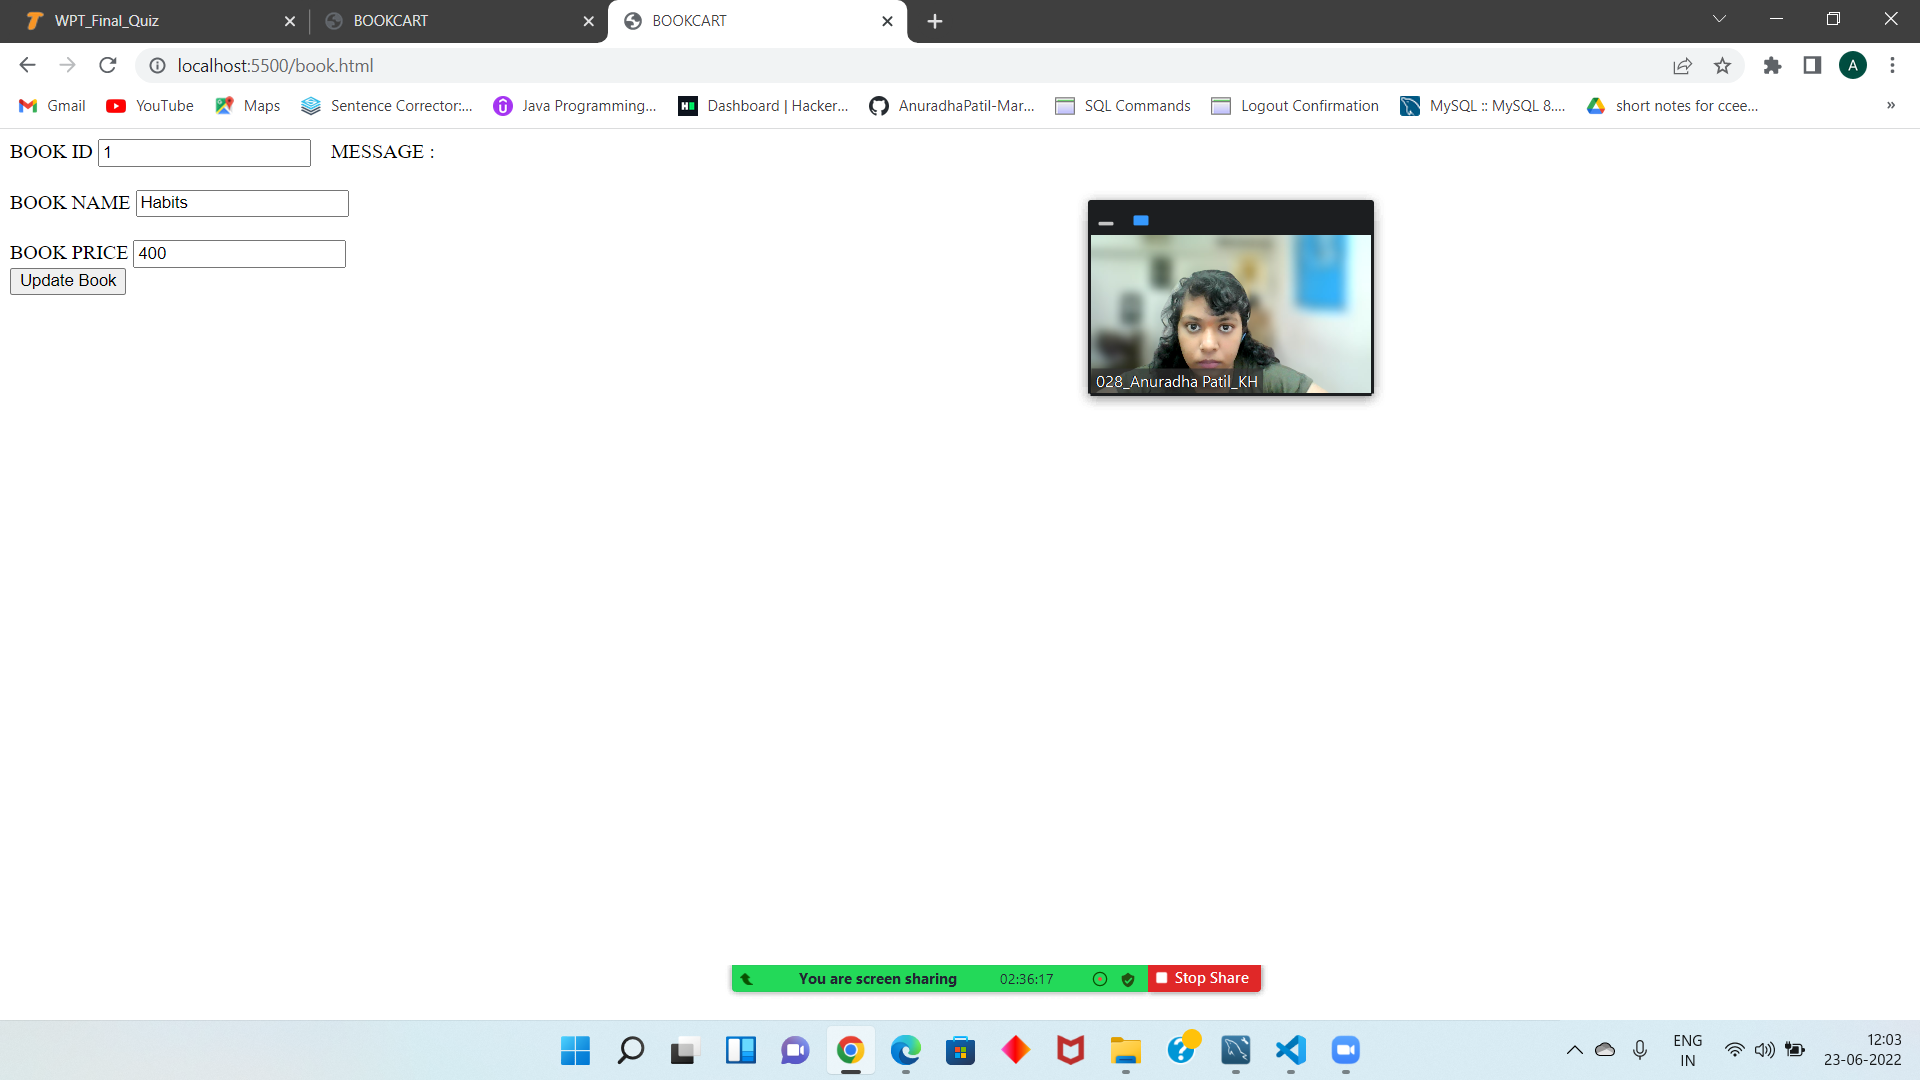 WPT_Final_Quiz
BOOKCART
BOOKCART
localhost:5500/book.html
A
Gmail
YouTube
Maps
Sentence Corrector:...
Java Programming...
Dashboard | Hacker...
AnuradhaPatil-Mar...
SQL Commands
Logout Confirmation
MySQL :: MySQL 8....
short notes for ccee...
»
BOOK ID 1 MESSAGE :
BOOK NAME Habits
BOOK PRICE 400
Update Book
028_Anuradha Patil_KH
You are screen sharing 02:36:17 Stop Share
ENG
IN
12:03
23-06-2022